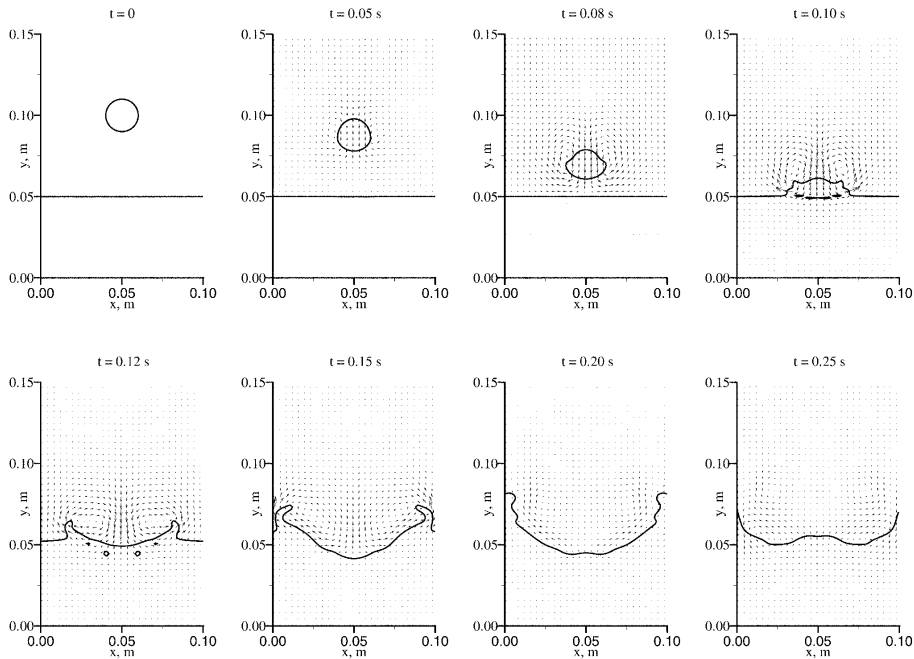 t = 0
t = 0.05 s
t = 0.08 s
t = 0.10 s
0.15 0.15 0.15 0.15
0.10 0.10 0.10 0.10
y, m y, m y, m y, m
0.05 0.05 0.05 0.05
0.00 0.00 0.00 0.00
0.00 0.05 0.10 0.00 0.05 0.10 0.00 0.05 0.10 0.00 0.05 0.10
x, m x, m x, m x, m
t = 0.12 s
t = 0.15 s
t = 0.20 s
t = 0.25 s
0.15 0.15 0.15 0.15
0.10 0.10 0.10 0.10
y, m y, m y, m y, m
0.05 0.05 0.05 0.05
0.00 0.00 0.00 0.00
0.00 0.05 0.10 0.00 0.05 0.10 0.00 0.05 0.10 0.00 0.05 0.10
x, m x, m x, m x, m